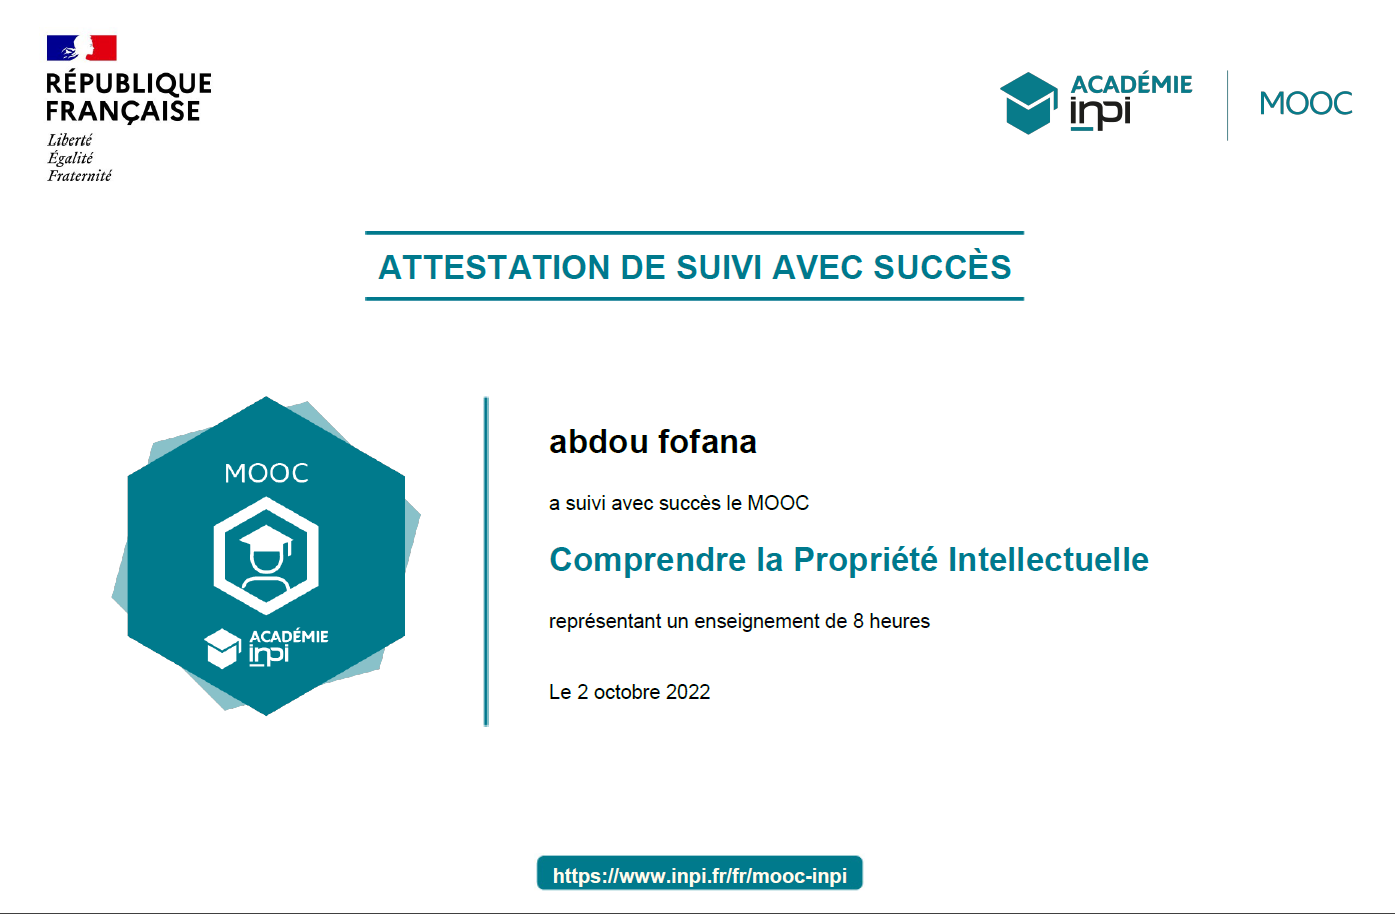 RÉPUBLIQUE
FRANÇAISE
Liberté
Égalité
Fraternité
ACADÉMIE
inpi
MOOC
ATTESTATION DE SUIVI AVEC SUCCÈS
MOOC
ACADÉMIE
inpi
abdou fofana
a suivi avec succès le MOOC
Comprendre la Propriété Intellectuelle
représentant un enseignement de 8 heures
Le 2 octobre 2022
https://www.inpi.fr/fr/mooc-inpi